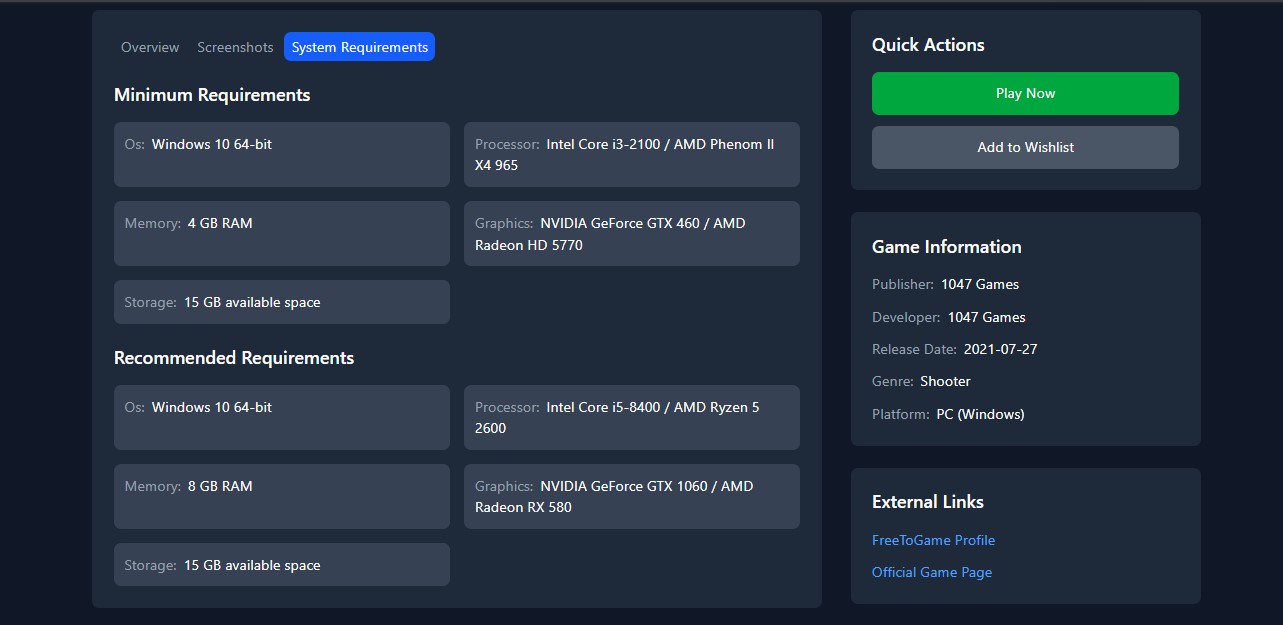 Overview Screenshots System Requirements
Minimum Requirements
Os: Windows 10 64-bit
Processor: Intel Core i3-2100 / AMD Phenom II
X4 965
Memory: 4 GB RAM
Graphics: NVIDIA GeForce GTX 460 / AMD
Radeon HD 5770
Storage: 15 GB available space
Recommended Requirements
Os: Windows 10 64-bit
Processor: Intel Core i5-8400 / AMD Ryzen 5
2600
Memory: 8 GB RAM
Graphics: NVIDIA GeForce GTX 1060 / AMD
Radeon RX 580
Storage: 15 GB available space
Quick Actions
Play Now
Add to Wishlist
Game Information
Publisher: 1047 Games
Developer: 1047 Games
Release Date: 2021-07-27
Genre: Shooter
Platform: PC (Windows)
External Links
FreeToGame Profile
Official Game Page